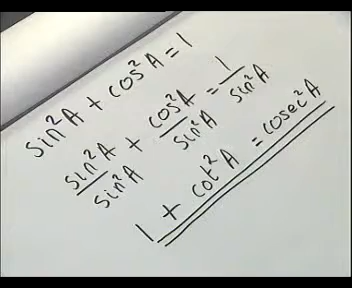 sin²A + cos²A = 1
sin²A/sin²A + cos²A/sin²A = 1/sin²A
1 + cot²A = cosec²A